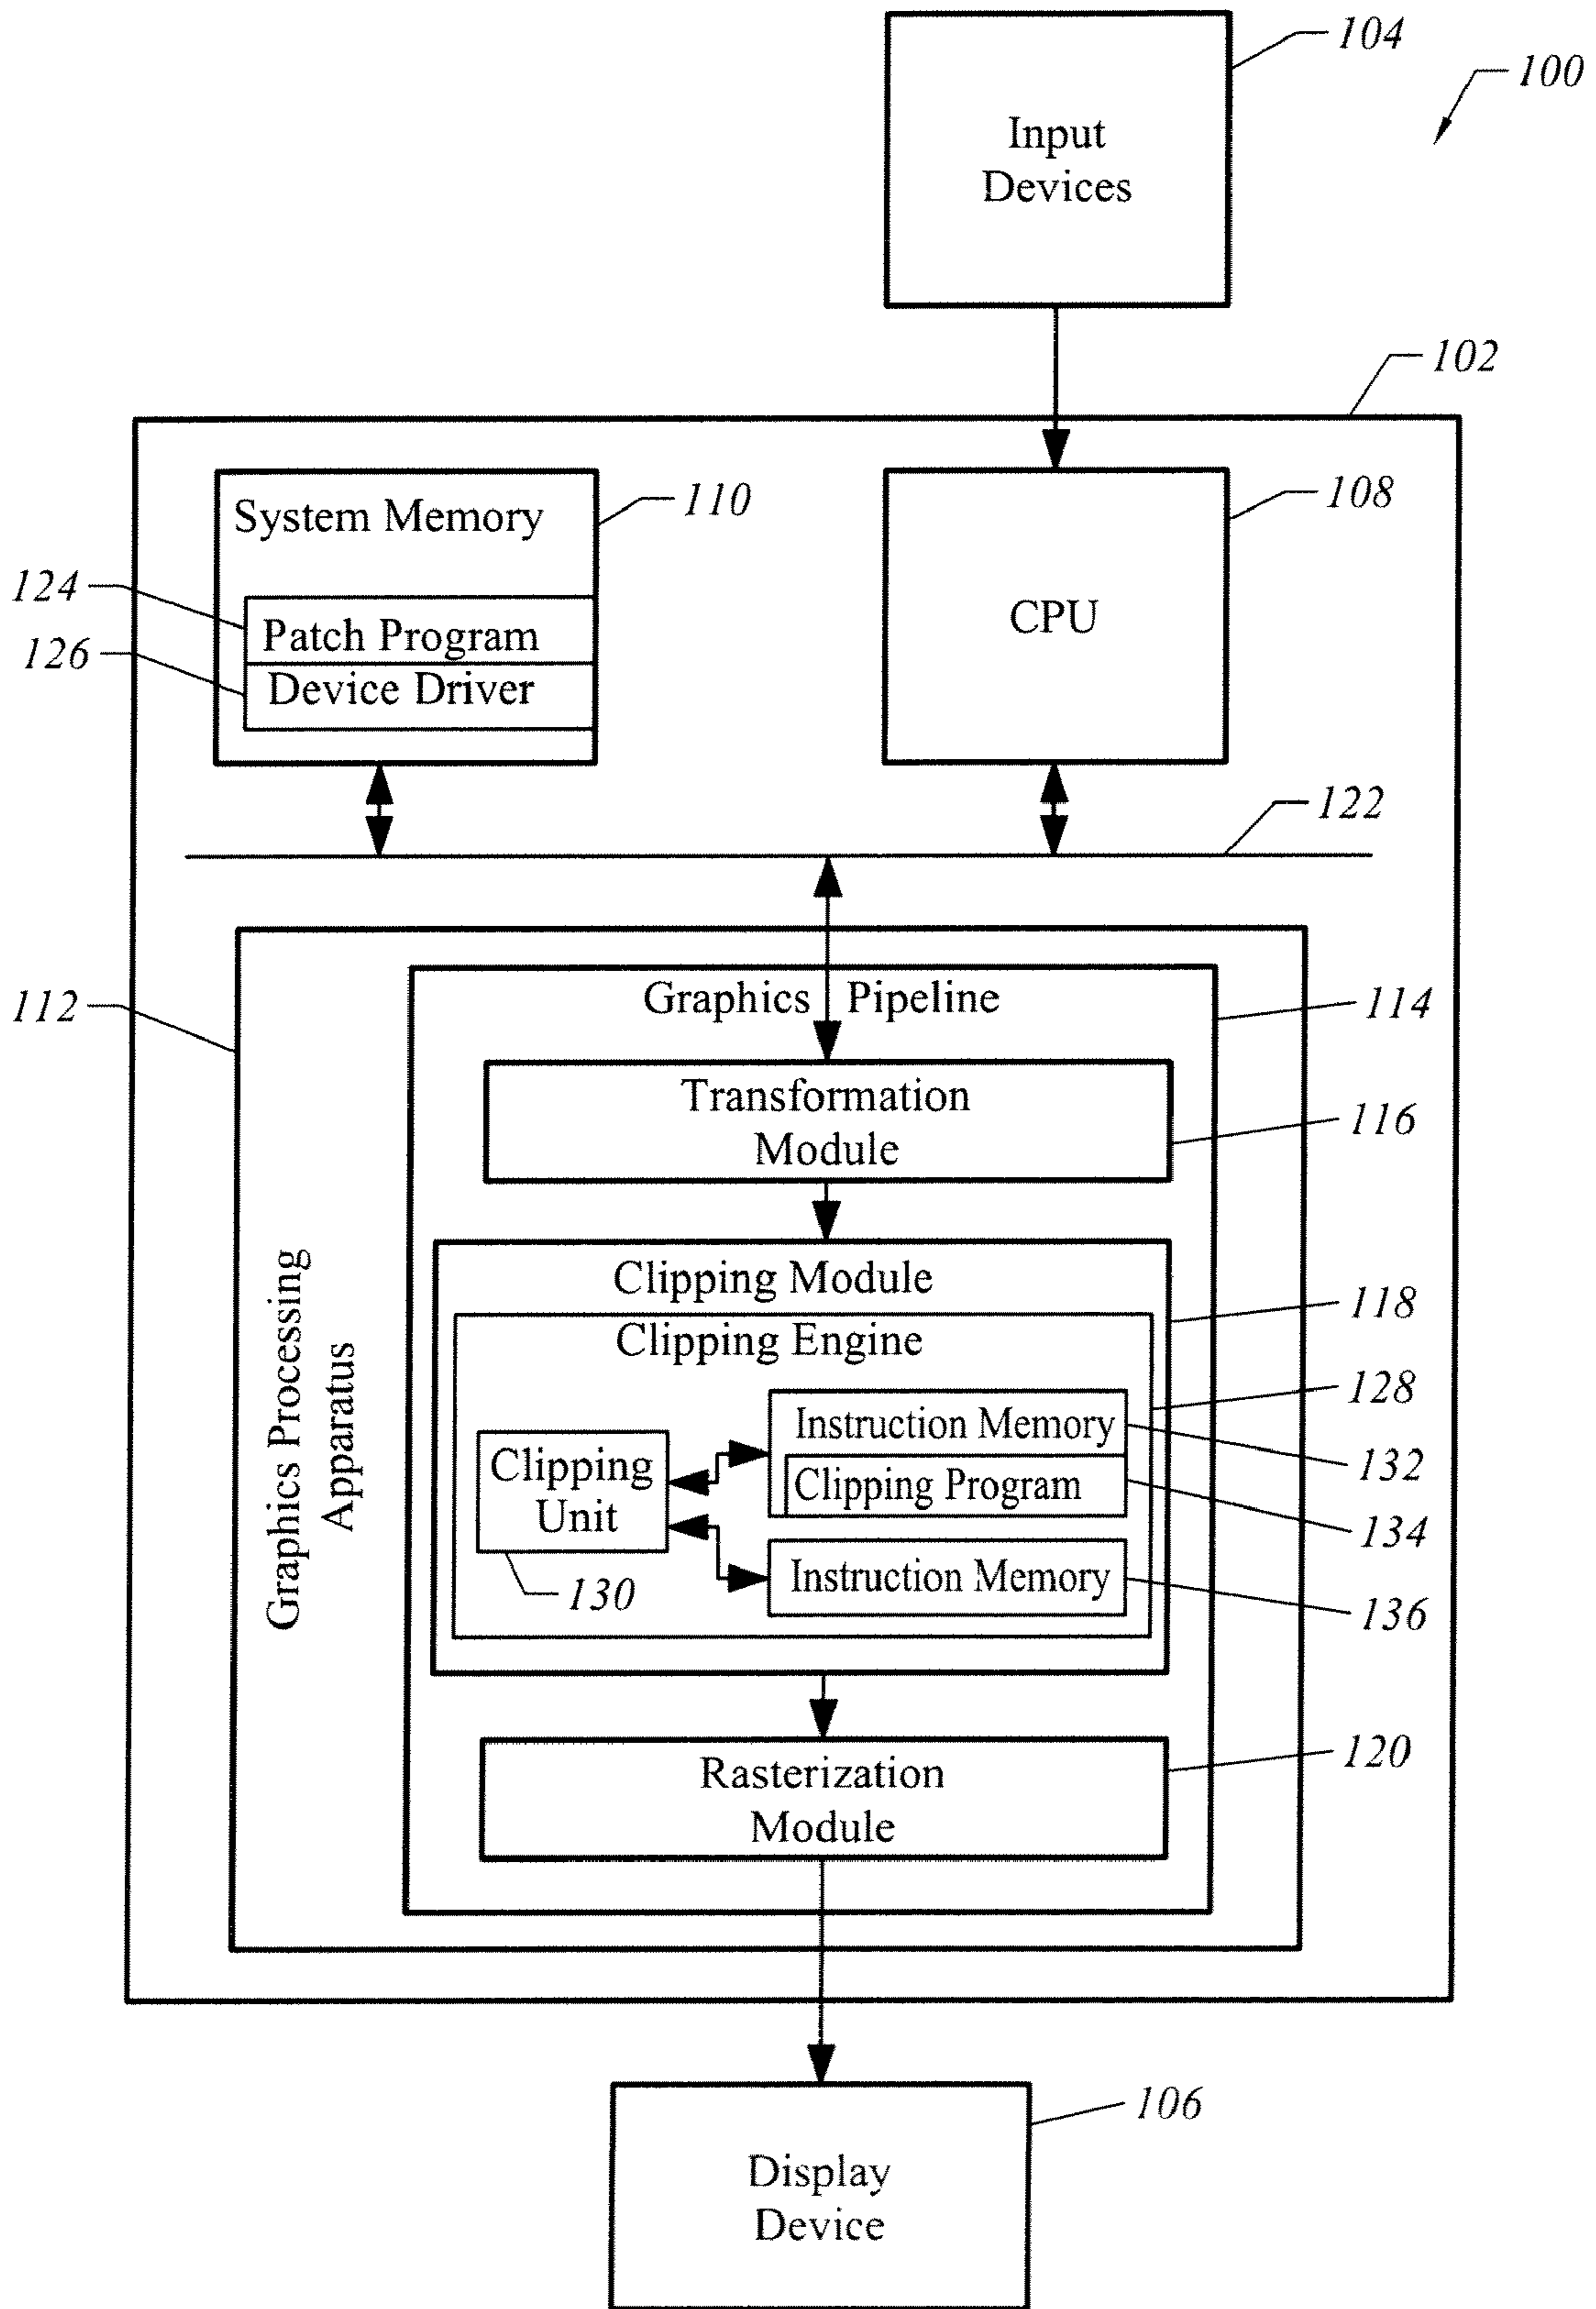 104
100
Input
Devices
102
System Memory
110
108
124
Patch Program
CPU
126
Device Driver
122
112
Graphics Pipeline
114
Transformation
Module
116
Graphics Processing
Apparatus
Clipping Module
118
Clipping Engine
128
Instruction Memory
132
Clipping
Unit
Clipping Program
134
130
Instruction Memory
136
Rasterization
Module
120
106
Display
Device